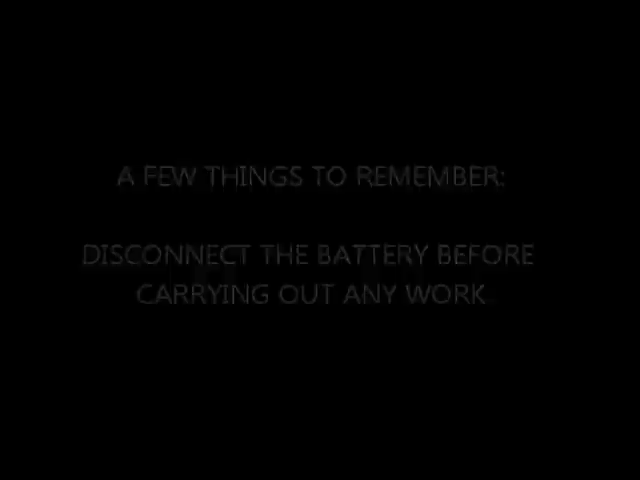 A FEW THINGS TO REMEMBER:
DISCONNECT THE BATTERY BEFORE
CARRYING OUT ANY WORK